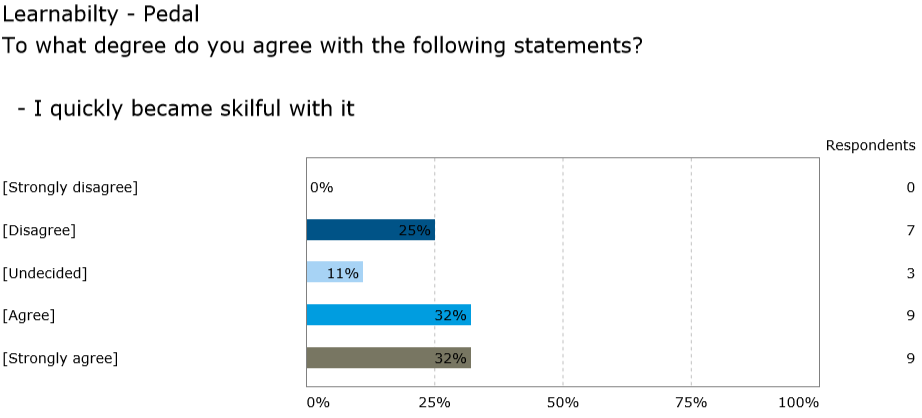 Learnabilty - Pedal
To what degree do you agree with the following statements?
- I quickly became skilful with it
Respondents
[Strongly disagree] 0% 0
[Disagree] 25% 7
[Undecided] 11% 3
[Agree] 32% 9
[Strongly agree] 32% 9
0% 25% 50% 75% 100%